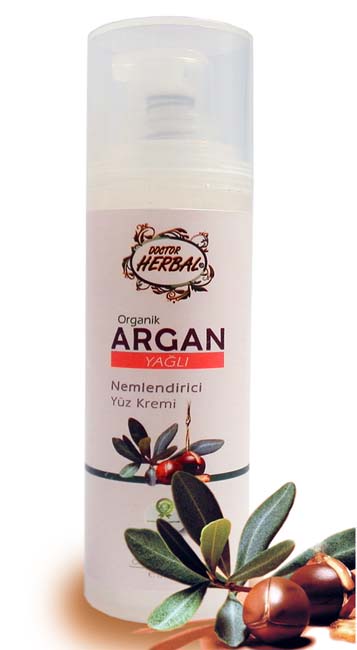 DOCTOR
HERBAL
Organik
ARGAN
YAĞLI
Nemlendirici
Yüz Kremi